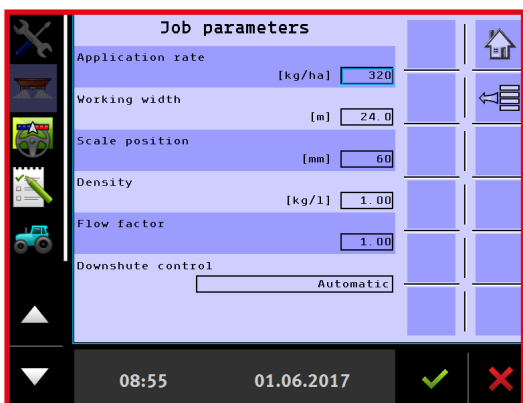 Job parameters
Application rate
[kg/ha] 320
Working width
[m] 24.0
Scale position
[mm] 60
Density
[kg/l] 1.00
Flow factor
1.00
Downshute control
Automatic
08:55 01.06.2017